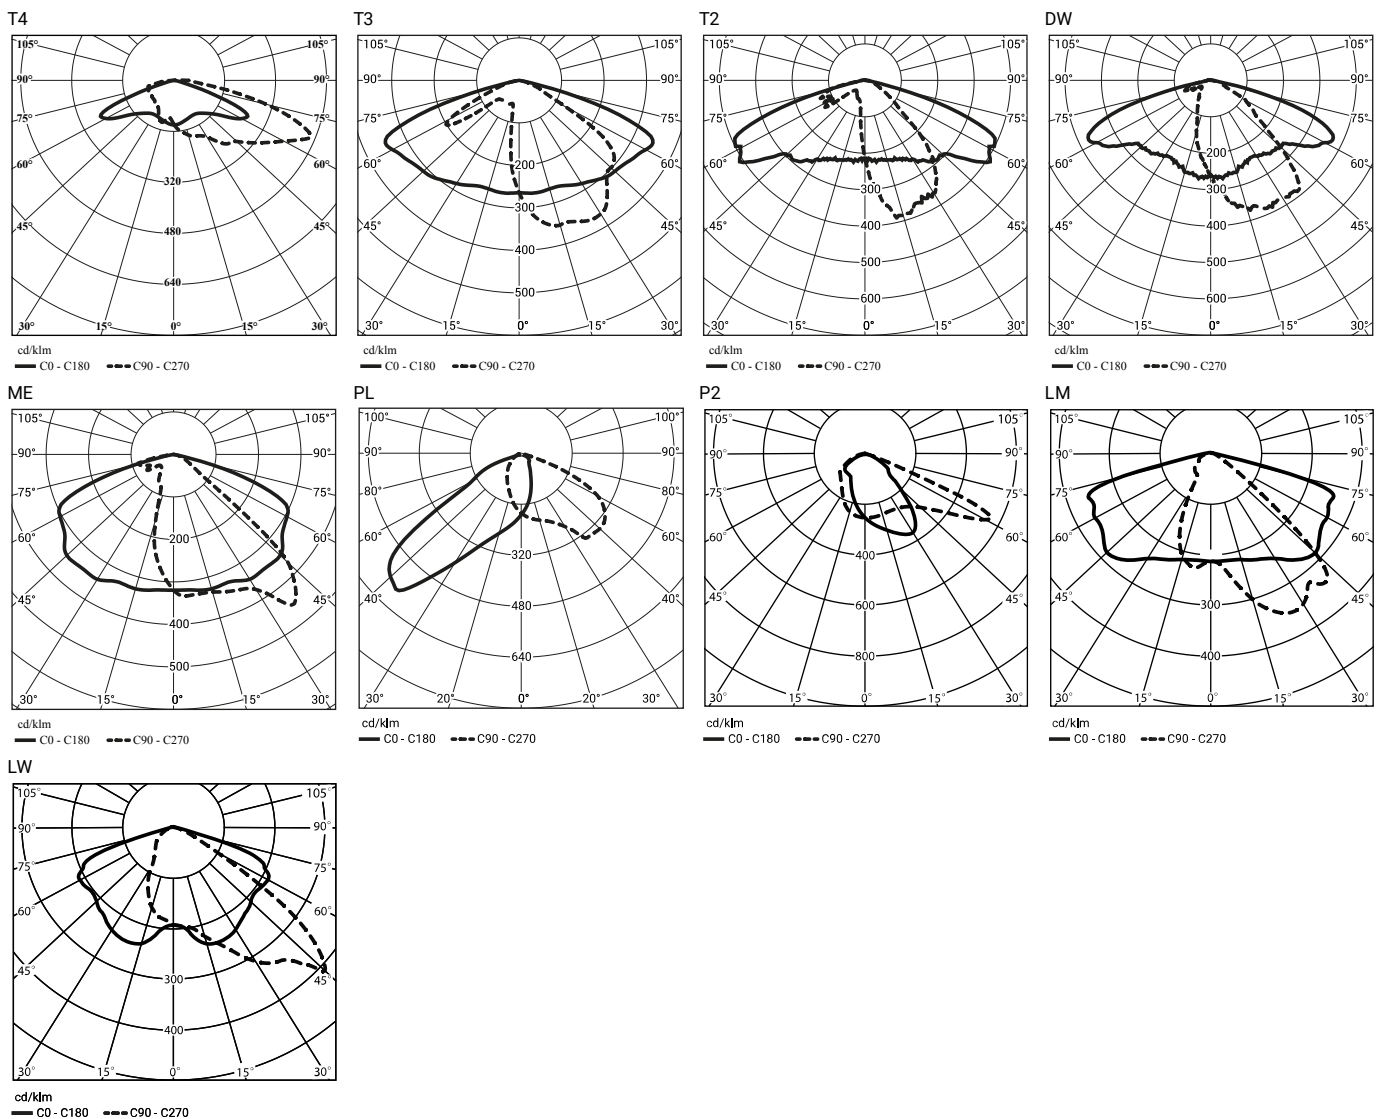 T4
105° 105°
90° 90°
75° 75°
60° 60°
320
45° 480 45°
640
30° 15° 0° 15° 30°
cd/klm
C0 - C180 C90 - C270
T3
105° 105°
90° 90°
75° 75°
60° 60°
200
300
45° 400 45°
500
30° 15° 0° 15° 30°
cd/klm
C0 - C180 C90 - C270
T2
105° 105°
90° 90°
75° 75°
60° 60°
300
45° 400 45°
500
600
30° 15° 0° 15° 30°
cd/klm
C0 - C180 C90 - C270
DW
105° 105°
90° 90°
75° 75°
200
60° 60°
300
45° 400 45°
500
600
30° 15° 0° 15° 30°
cd/klm
C0 - C180 C90 - C270
ME
105° 105°
90° 90°
75° 75°
60° 200 60°
45° 45°
400
500
30° 15° 0° 15° 30°
cd/klm
C0 - C180 C90 - C270
PL
100° 100°
90° 90°
80° 80°
60° 60°
320
40° 480 40°
640
20° 0° 20° 30°
cd/klm
C0 - C180 C90 - C270
P2
105° 105°
90° 90°
75° 75°
60° 60°
400
45° 600 45°
800
30° 15° 0° 15° 30°
cd/klm
C0 - C180 C90 - C270
LM
105° 105°
90° 90°
75° 75°
60° 60°
45° 300 45°
400
30° 15° 0° 15° 30°
cd/klm
C0 - C180 C90 - C270
LW
105° 105°
90° 90°
75° 75°
60° 60°
45° 300 45°
400
30° 15° 0° 15° 30°
cd/klm
C0 - C180 C90 - C270